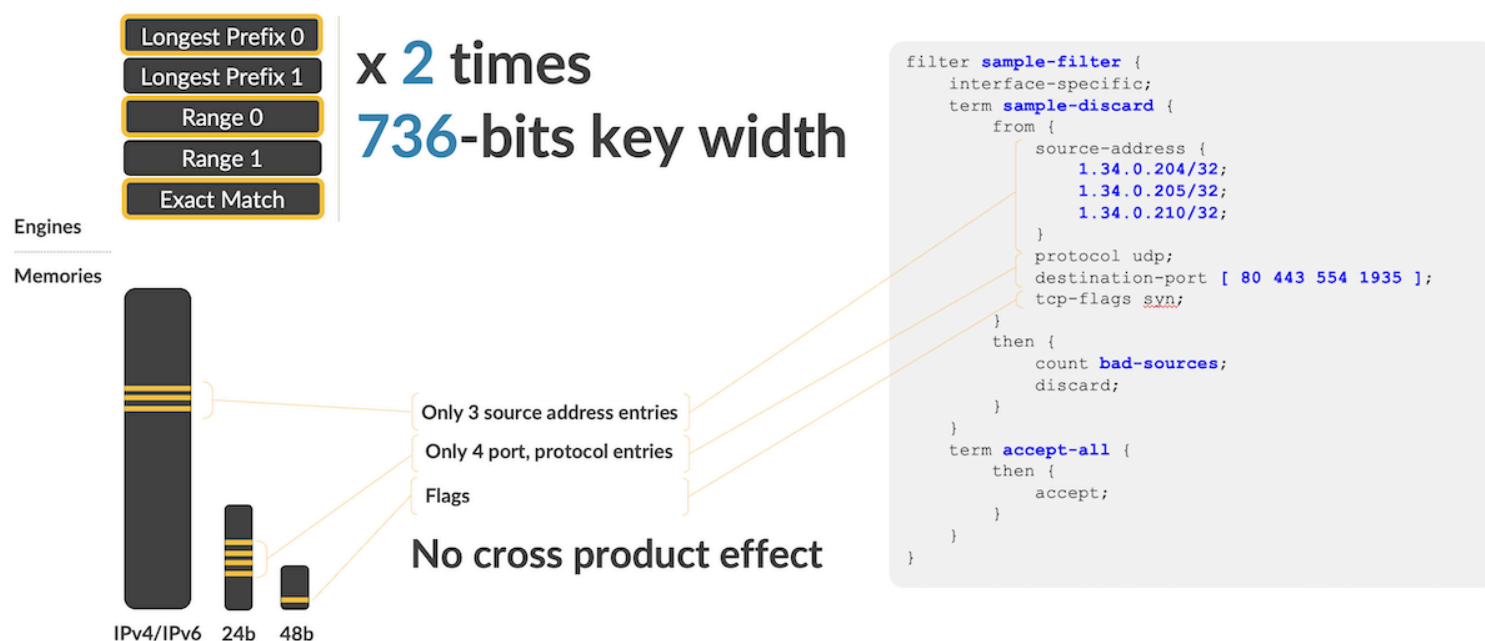 Longest Prefix 0
Longest Prefix 1
Range 0
Range 1
Exact Match
x 2 times
736-bits key width
Engines
Memories
IPv4/IPv6
24b
48b
Only 3 source address entries
Only 4 port, protocol entries
Flags
No cross product effect
filter sample-filter {
interface-specific;
term sample-discard {
from {
source-address {
1.34.0.204/32;
1.34.0.205/32;
1.34.0.210/32;
}
protocol udp;
destination-port [ 80 443 554 1935 ];
tcp-flags syn;
}
then {
count bad-sources;
discard;
}
}
term accept-all {
then {
accept;
}
}
}